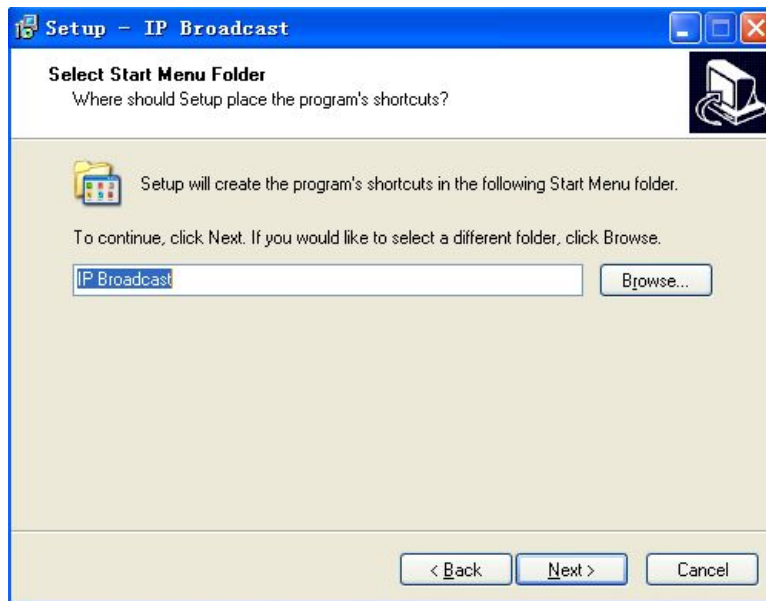 Setup - IP Broadcast
Select Start Menu Folder
Where should Setup place the program's shortcuts?
Setup will create the program's shortcuts in the following Start Menu folder.
To continue, click Next. If you would like to select a different folder, click Browse.
IP Broadcast
Browse...
< Back
Next >
Cancel